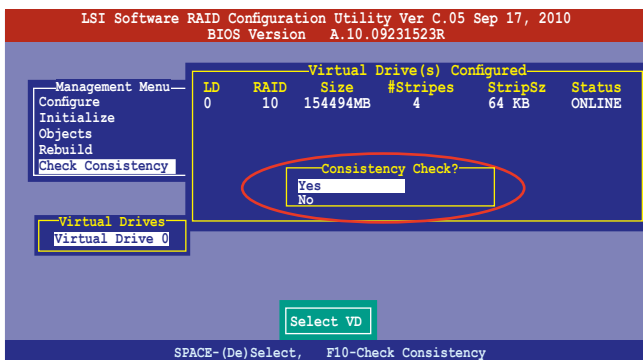 LSI Software RAID Configuration Utility Ver C.05 Sep 17, 2010
BIOS Version A.10.09231523R
Virtual Drive(s) Configured
LD RAID Size #Stripes StripSz Status
0 10 154494MB 4 64 KB ONLINE
Management Menu
Configure
Initialize
Objects
Rebuild
Check Consistency
Consistency Check?
Yes
No
Virtual Drives
Virtual Drive 0
Select VD
SPACE-(De)Select, F10-Check Consistency